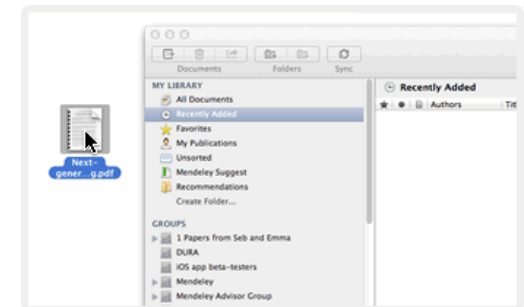 Next-
gener...g.pdf
Documents
Folders
Sync
MY LIBRARY
All Documents
Recently Added
Favorites
My Publications
Unsorted
Mendeley Suggest
Recommendations
Create Folder...
GROUPS
1 Papers from Seb and Emma
DURA
iOS app beta-testers
Mendeley
Mendeley Advisor Group
Recently Added
Authors
Tit